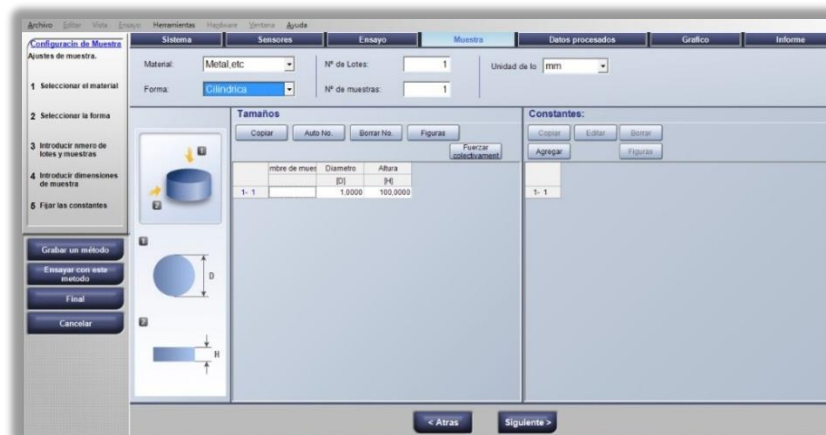 Archivo Editar Vista Ensayo Herramientas Hardware Ventana Ayuda
Configuracin de Muestra
Ajustes de muestra.
1 Seleccionar el material
2 Seleccionar la forma
3 Introducir nmero de
lotes y muestras
4 Introducir dimensiones
de muestra
5 Fijar las constantes
Grabar un método
Ensayar con este
metodo
Final
Cancelar
Sistema Sensores Ensayo Muestra Datos procesados Grafico Informe
Material: Metal,etc Nº de Lotes: 1 Unidad de lo mm
Forma: Cilíndrica Nº de muestras: 1
Tamaños
Copiar Auto No. Borrar No. Figuras
Fuerzar
colectivament
mbre de mues Diametro Altura
[D] [H]
1- 1 1,0000 100,0000
Constantes:
Copiar Editar Borrar
Agregar Figuras
1- 1
1
2
1
D
2
H
< Atras Siguiente >